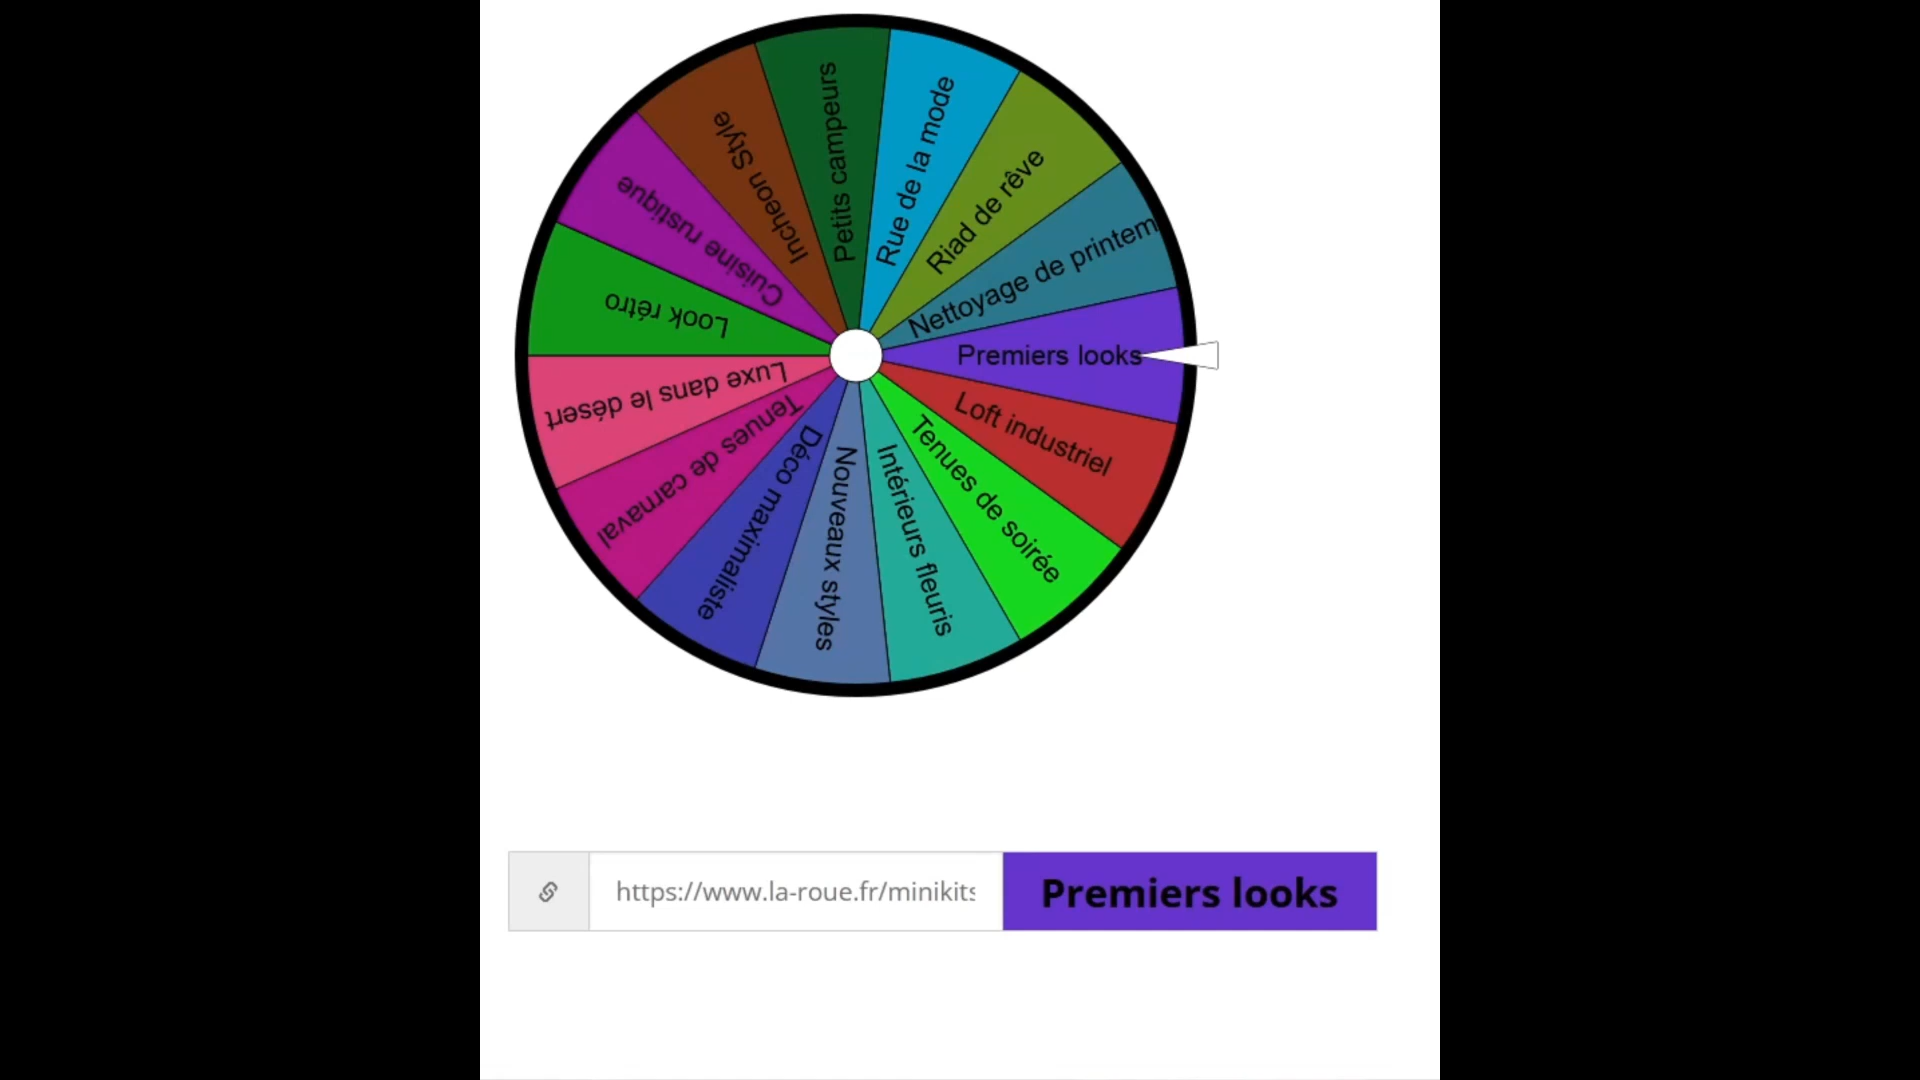 Petits campeurs
Rue de la mode
Riad de rêve
Nettoyage de printem
Premiers looks
Loft industriel
Tenues de soirée
Intérieurs fleuris
Nouveaux styles
Déco maximaliste
Tenues de carnaval
Luxe dans le désert
Look rétro
Cuisine rustique
Incheon Style
https://www.la-roue.fr/minikits
Premiers looks